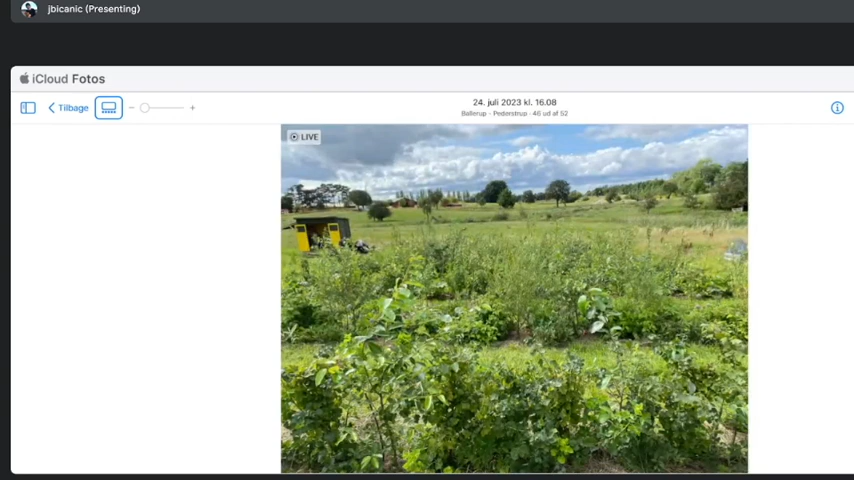 jbicanic (Presenting)
iCloud Fotos
Tilbage
24. juli 2023 kl. 16.08
Ballerup - Pederstrup - 46 ud af 52
LIVE